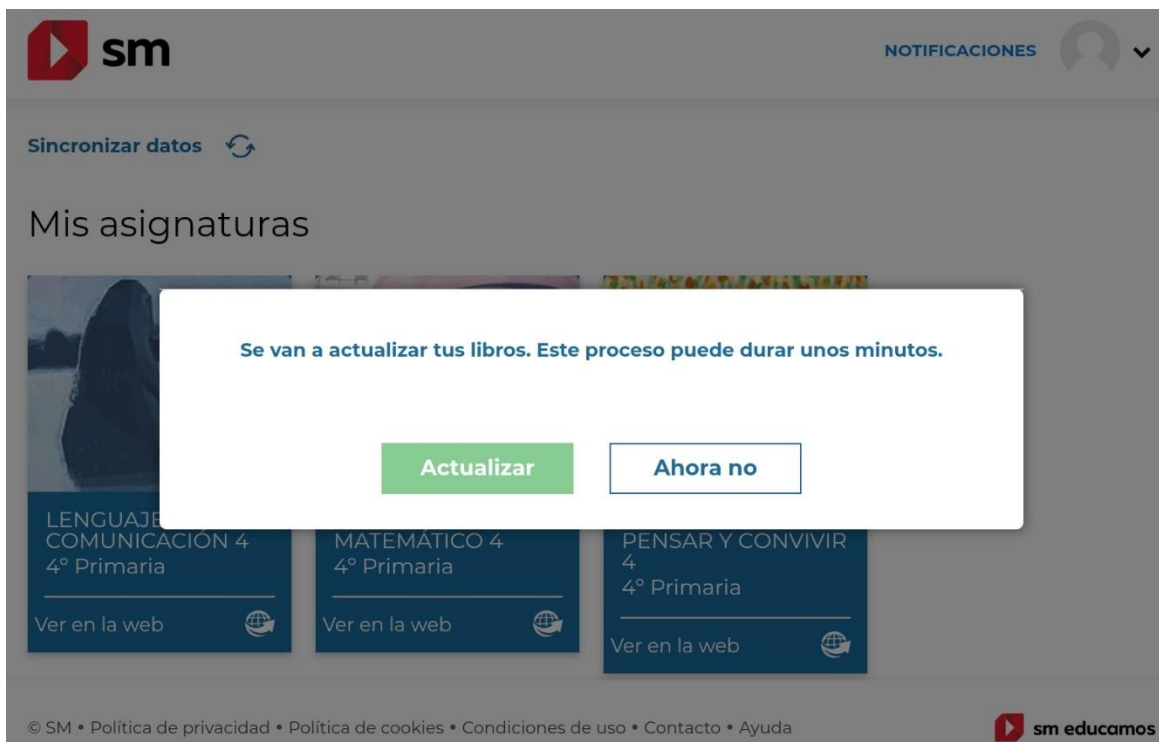 sm
NOTIFICACIONES
Sincronizar datos
Mis asignaturas
Se van a actualizar tus libros. Este proceso puede durar unos minutos.
Actualizar
Ahora no
LENGUAJE
COMUNICACIÓN 4
4º Primaria
Ver en la web
MATEMÁTICO 4
4º Primaria
Ver en la web
PENSAR Y CONVIVIR
4
4º Primaria
Ver en la web
© SM • Política de privacidad • Política de cookies • Condiciones de uso • Contacto • Ayuda
sm educamos